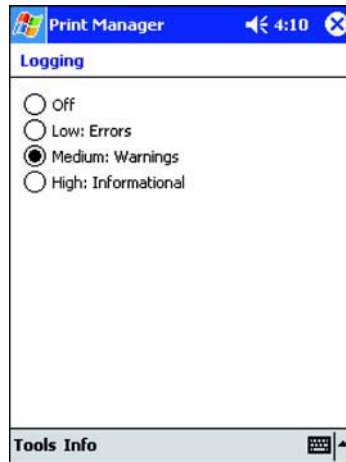 Print Manager 4:10
Logging
Off
Low: Errors
Medium: Warnings
High: Informational
Tools Info